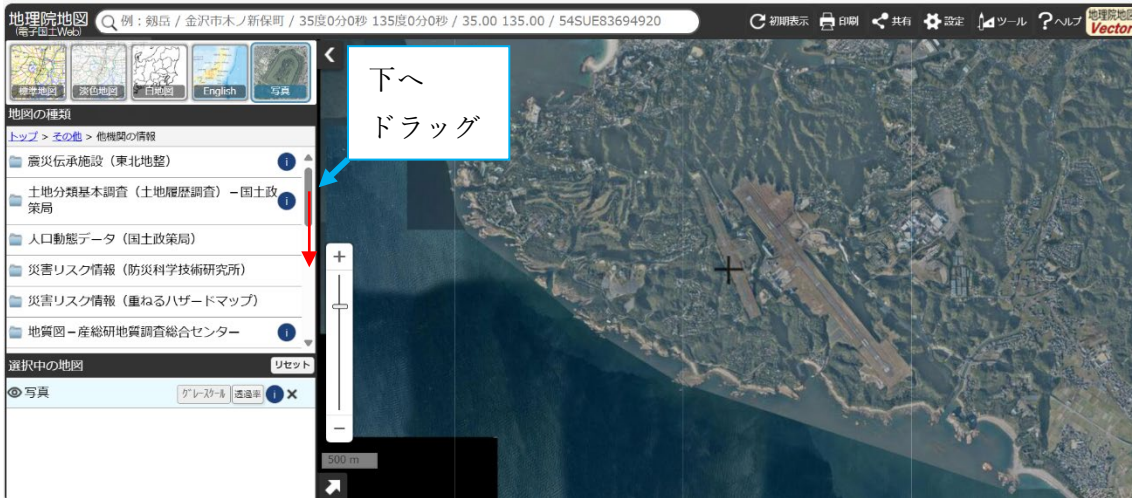 地理院地図
(電子国土Web)
例：剱岳 / 金沢市木ノ新保町 / 35度0分0秒 135度0分0秒 / 35.00 135.00 / 54SUE83694920
初期表示
印刷
共有
設定
ツール
ヘルプ
地理院地図
Vector
標準地図
淡色地図
白地図
English
写真
地図の種類
トップ > その他 > 他機関の情報
震災伝承施設（東北地整）
土地分類基本調査（土地履歴調査）－国土政
策局
人口動態データ（国土政策局）
災害リスク情報（防災科学技術研究所）
災害リスク情報（重ねるハザードマップ）
地質図－産総研地質調査総合センター
選択中の地図
リセット
写真
グレースケール
透過率
下へ
ドラッグ
500 m